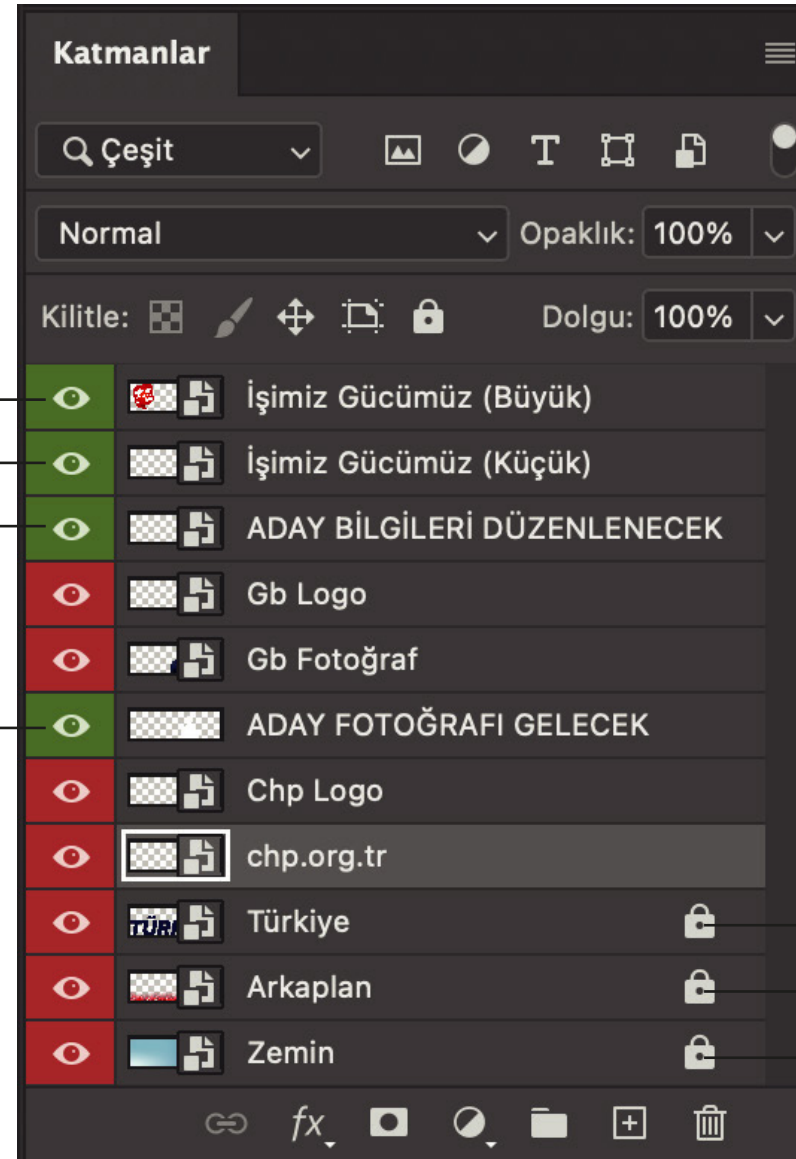 Katmanlar
Çeşit
Normal Opaklık: 100%
Kilitle: Dolgu: 100%
İşimiz Gücümüz (Büyük)
İşimiz Gücümüz (Küçük)
ADAY BİLGİLERİ DÜZENLENECEK
Gb Logo
Gb Fotoğraf
ADAY FOTOĞRAFI GELECEK
Chp Logo
chp.org.tr
Türkiye
Arkaplan
Zemin
fx